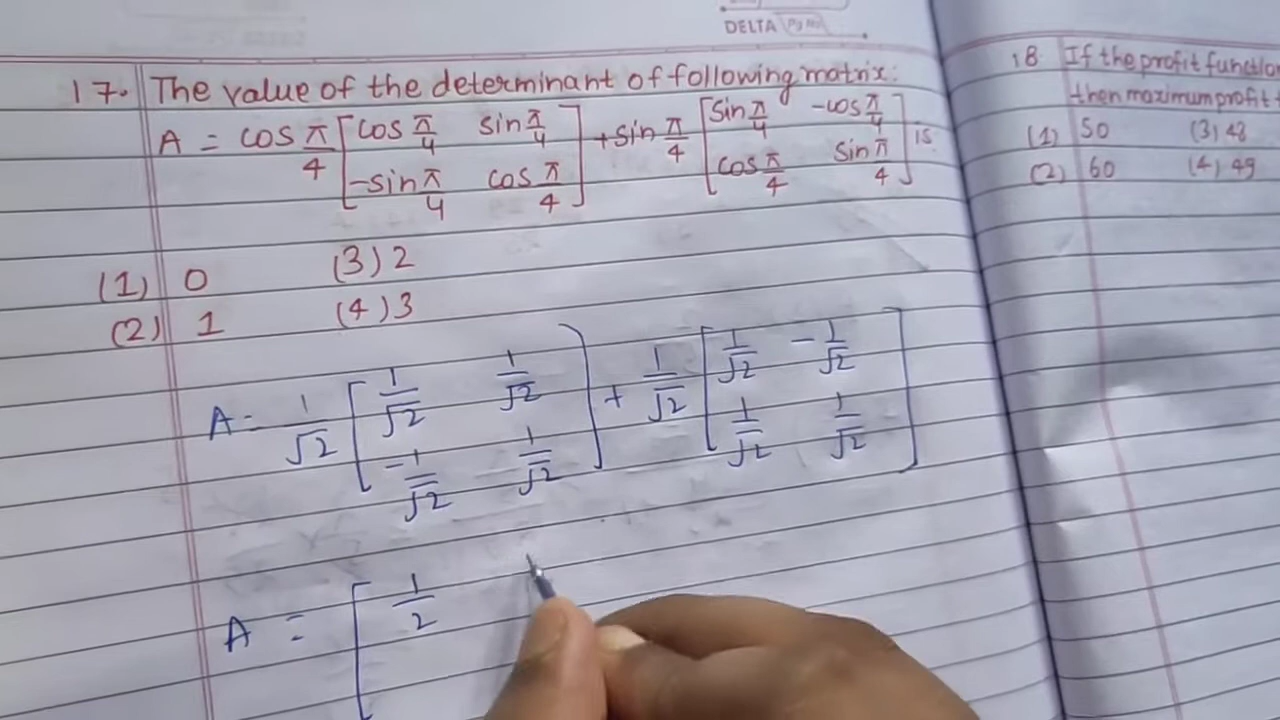 DELTA
17. The value of the determinant of following matrix:
A = cos π/4 [cos π/4 sin π/4 -sin π/4 cos π/4] + sin π/4 [sin π/4 -cos π/4 cos π/4 sin π/4] is
(1) 0 (3) 2
(2) 1 (4) 3
A = 1/√2 [1/√2 1/√2 -1/√2 1/√2] + 1/√2 [1/√2 -1/√2 1/√2 1/√2]
A = [1/2
18. If the profit function
then maximum profit
(1) 50 (3) 48
(2) 60 (4) 49